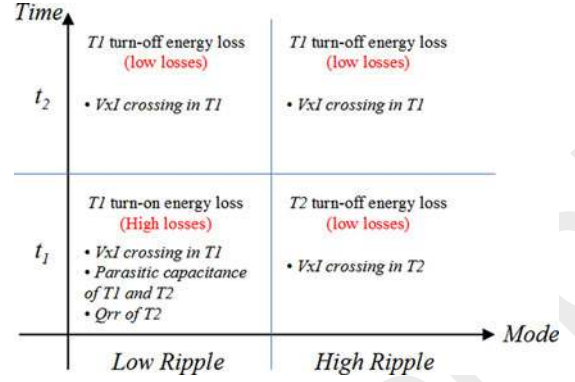 Time
T1 turn-off energy loss
(low losses)
• VxI crossing in T1
T1 turn-off energy loss
(low losses)
• VxI crossing in T1
t2
T1 turn-on energy loss
(High losses)
• VxI crossing in T1
• Parasitic capacitance
of T1 and T2
• Qrr of T2
T2 turn-off energy loss
(low losses)
• VxI crossing in T2
t1
Mode
Low Ripple
High Ripple